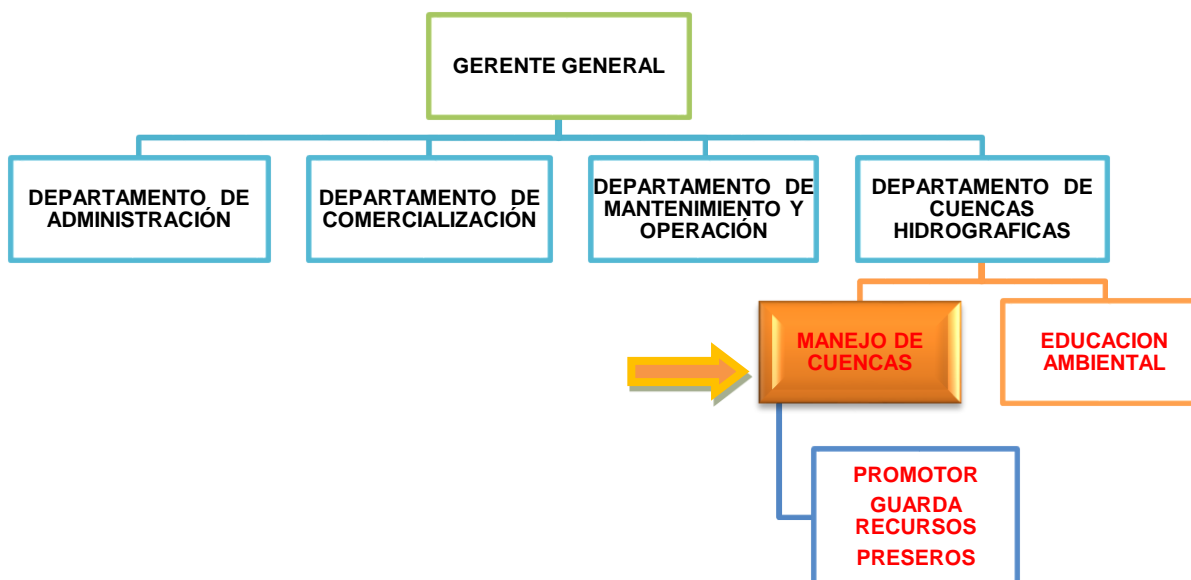 GERENTE GENERAL
DEPARTAMENTO DE
ADMINISTRACIÓN
DEPARTAMENTO DE
COMERCIALIZACIÓN
DEPARTAMENTO DE
MANTENIMIENTO Y
OPERACIÓN
DEPARTAMENTO DE
CUENCAS
HIDROGRAFICAS
MANEJO DE
CUENCAS
EDUCACION
AMBIENTAL
PROMOTOR
GUARDA
RECURSOS
PRESEROS